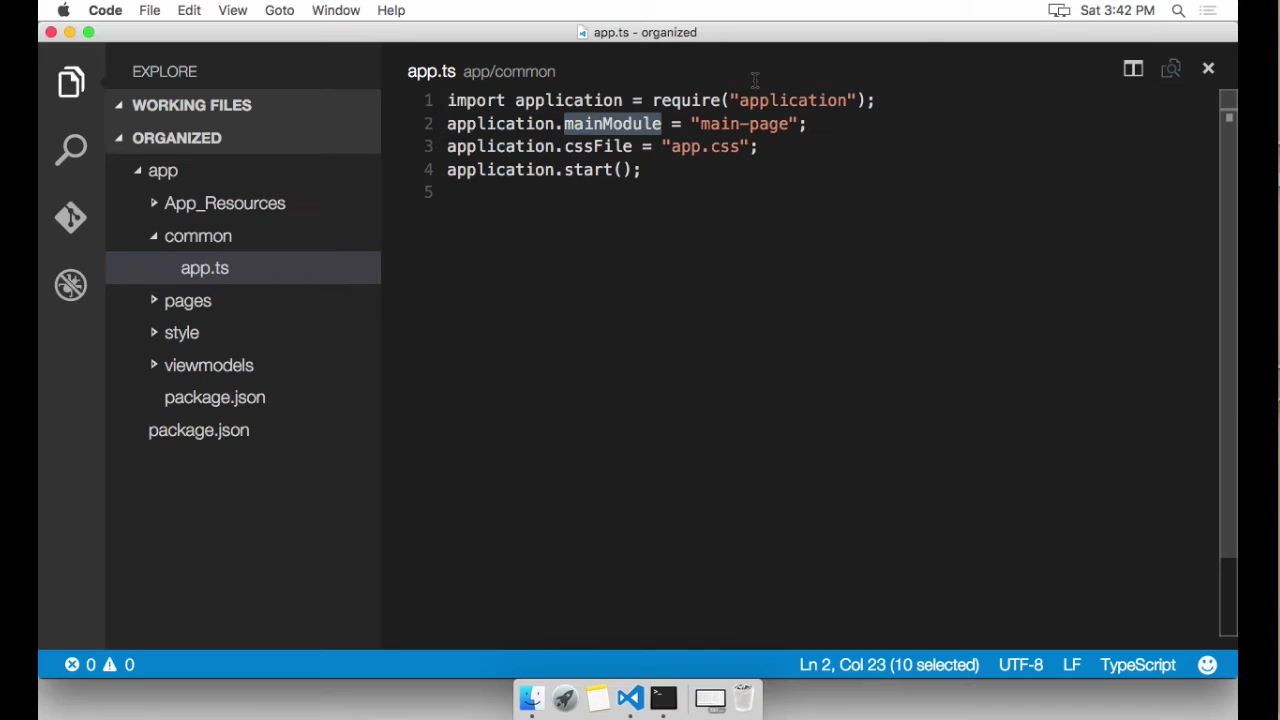 Code File Edit View Goto Window Help Sat 3:42 PM
app.ts - organized
EXPLORE
WORKING FILES
ORGANIZED
app
App_Resources
common
app.ts
pages
style
viewmodels
package.json
package.json
app.ts app/common
1 import application = require("application");
2 application.mainModule = "main-page";
3 application.cssFile = "app.css";
4 application.start();
5
0 0 Ln 2, Col 23 (10 selected) UTF-8 LF TypeScript